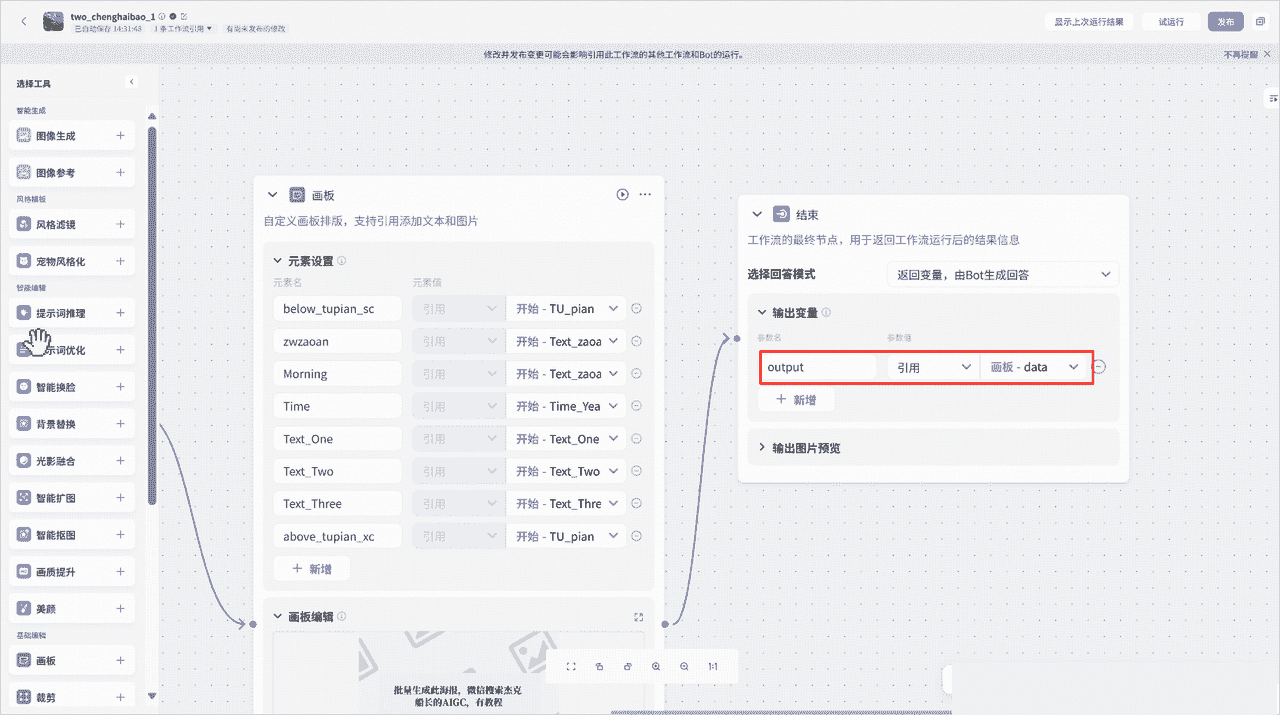 two_chenghaibao_1
已自动保存 14:31:48 1 条工作流引用 有尚未发布的修改
显示上次运行结果 试运行 发布
修改并发布变更可能会影响引用此工作流的其他工作流和Bot的运行。
不再提醒
选择工具
智能生成
图像生成
图像参考
风格模板
风格滤镜
宠物风格化
智能编辑
提示词推理
示词优化
智能换脸
背景替换
光影融合
智能扩图
智能抠图
画质提升
美颜
基础编辑
画板
裁剪
画板
自定义画板排版，支持引用添加文本和图片
元素设置
元素名 元素值
below_tupian_sc 引用 开始 - TU_pian
zwzaoan 引用 开始 - Text_zaoa
Morning 引用 开始 - Text_zaoa
Time 引用 开始 - Time_Yea
Text_One 引用 开始 - Text_One
Text_Two 引用 开始 - Text_Two
Text_Three 引用 开始 - Text_Thre
above_tupian_xc 引用 开始 - TU_pian
新增
画板编辑
批量生成此海报，微信搜索杰克
船长的AIGC，有教程
1:1
结束
工作流的最终节点，用于返回工作流运行后的结果信息
选择回答模式 返回变量，由Bot生成回答
输出变量
参数名 参数值
output 引用 画板 - data
新增
输出图片预览